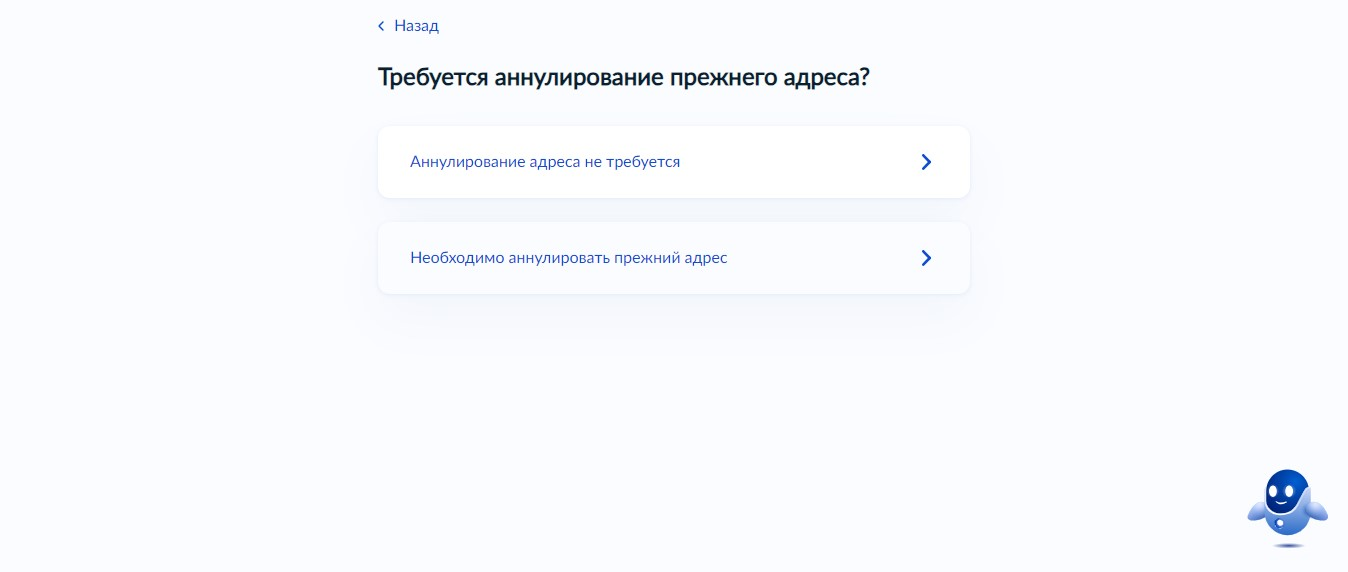 Назад
Требуется аннулирование прежнего адреса?
Аннулирование адреса не требуется
Необходимо аннулировать прежний адрес